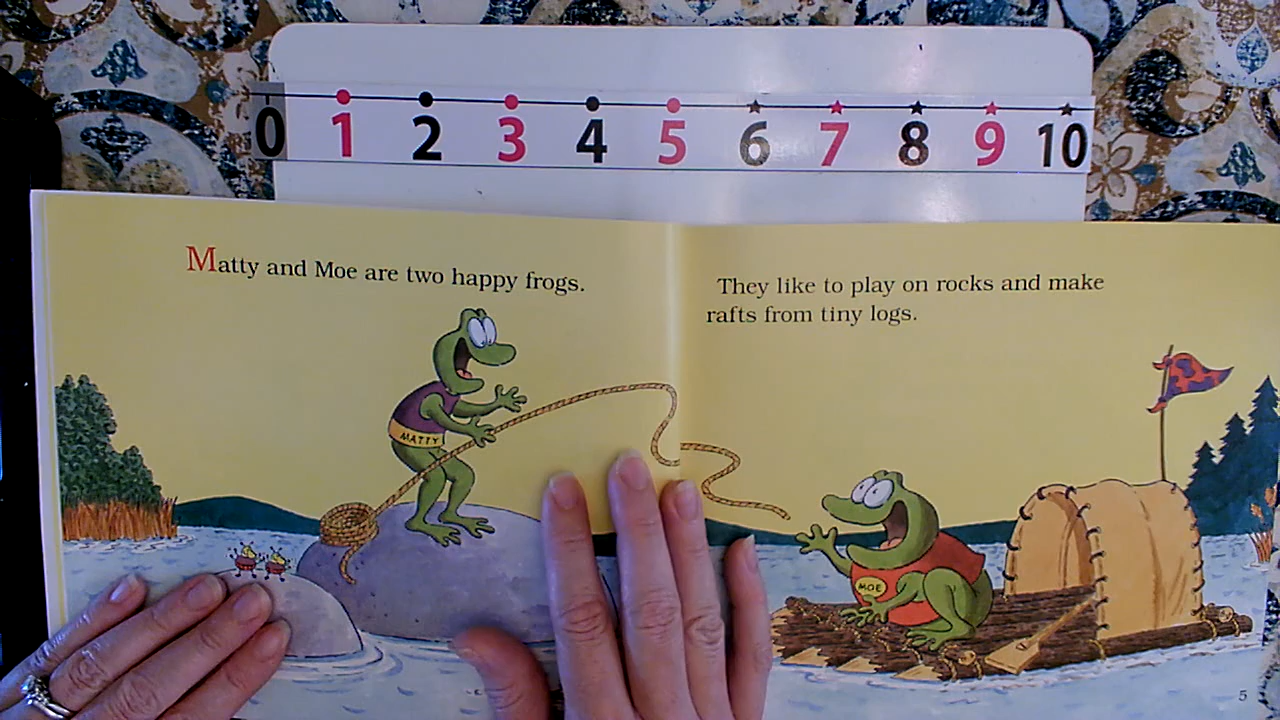 0 1 2 3 4 5 6 7 8 9 10
Matty and Moe are two happy frogs.
They like to play on rocks and make
rafts from tiny logs.
MATTY
MOE
5